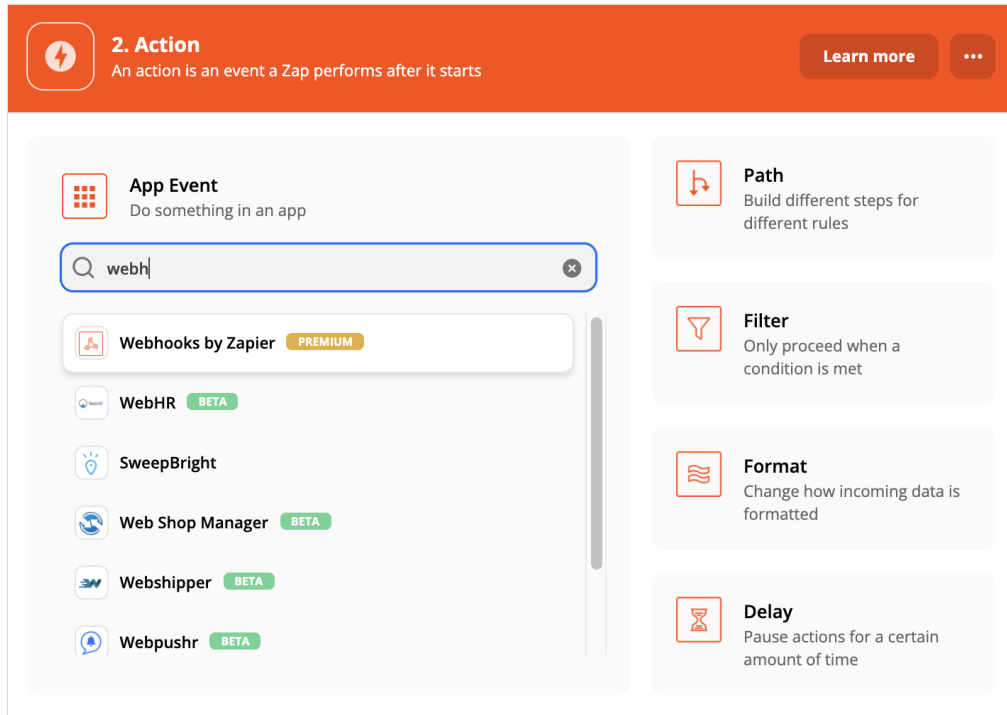 2. Action
An action is an event a Zap performs after it starts
Learn more
App Event
Do something in an app
webh
Webhooks by Zapier PREMIUM
WebHR BETA
SweepBright
Web Shop Manager BETA
Webshipper BETA
Webpushr BETA
Path
Build different steps for
different rules
Filter
Only proceed when a
condition is met
Format
Change how incoming data is
formatted
Delay
Pause actions for a certain
amount of time